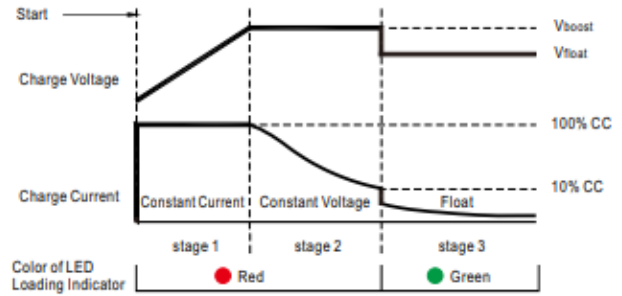 Start
Vboost
Vfloat
Charge Voltage
100% CC
10% CC
Charge Current
Constant Current
Constant Voltage
Float
stage 1
stage 2
stage 3
Color of LED
Loading Indicator
Red
Green